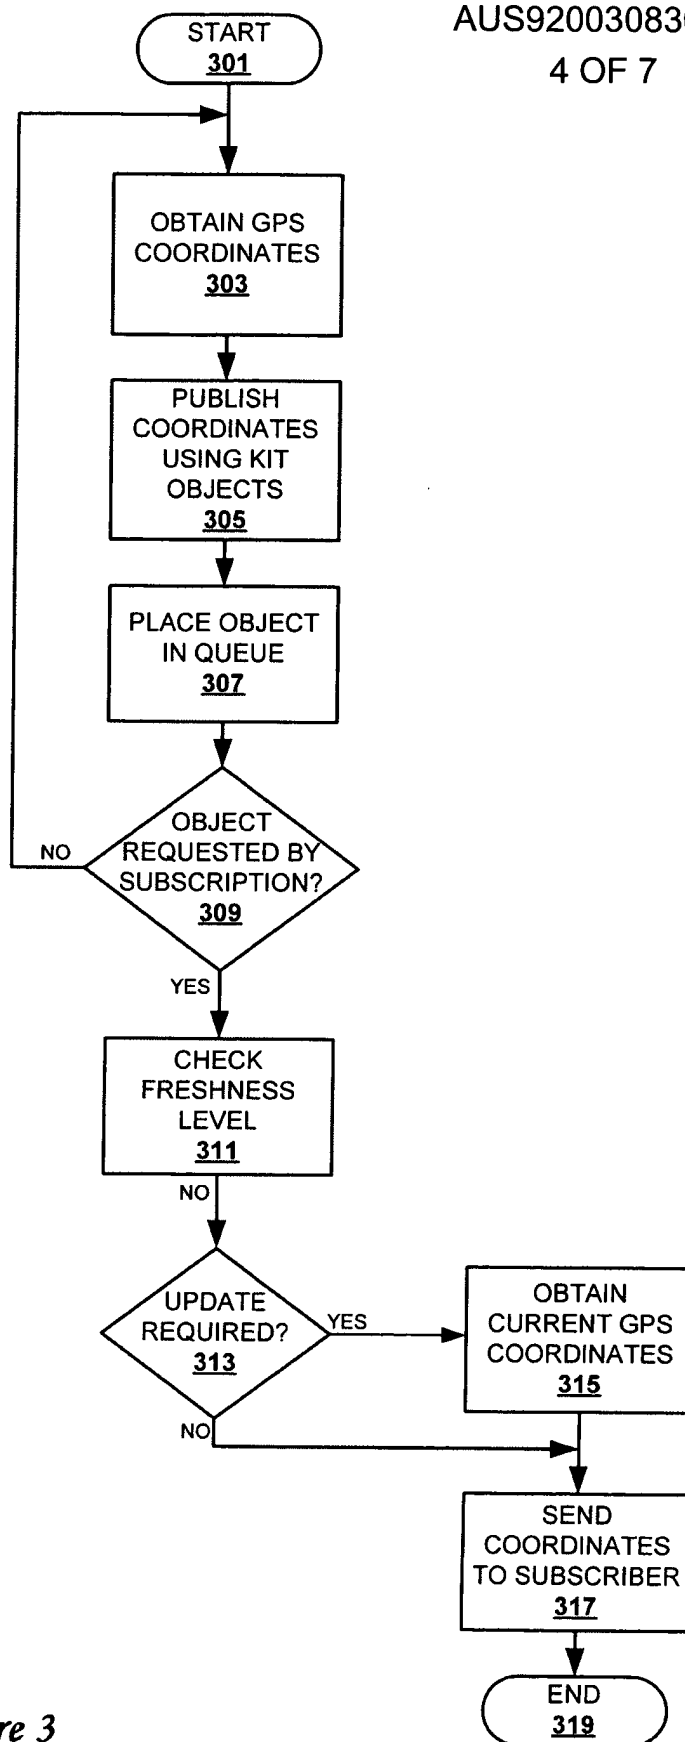 AUS92003083
4 OF 7
START
301
OBTAIN GPS
COORDINATES
303
PUBLISH
COORDINATES
USING KIT
OBJECTS
305
PLACE OBJECT
IN QUEUE
307
OBJECT
REQUESTED BY
SUBSCRIPTION?
309
NO
YES
CHECK
FRESHNESS
LEVEL
311
NO
UPDATE
REQUIRED?
313
YES
NO
OBTAIN
CURRENT GPS
COORDINATES
315
SEND
COORDINATES
TO SUBSCRIBER
317
END
319
re 3